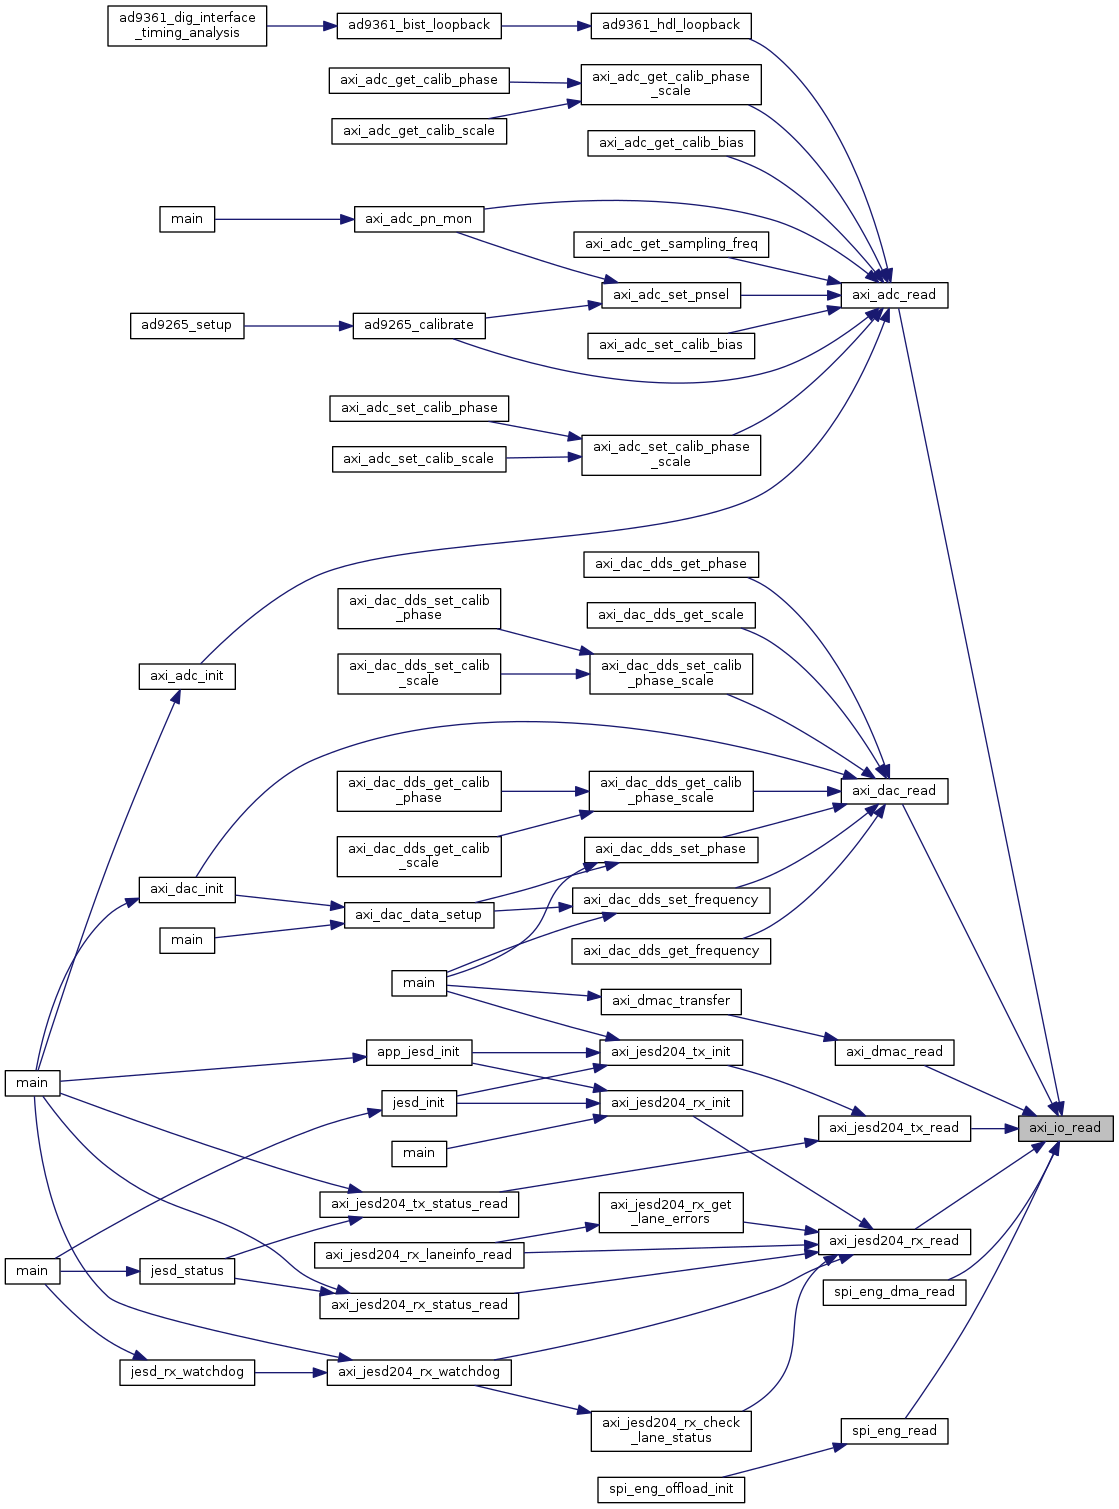 ad9361_dig_interface
_timing_analysis
ad9361_bist_loopback
ad9361_hdl_loopback
axi_adc_get_calib_phase
axi_adc_get_calib_phase
_scale
axi_adc_get_calib_scale
axi_adc_get_calib_bias
main
axi_adc_pn_mon
axi_adc_get_sampling_freq
axi_adc_set_pnsel
axi_adc_read
ad9265_setup
ad9265_calibrate
axi_adc_set_calib_bias
axi_adc_set_calib_phase
axi_adc_set_calib_phase
_scale
axi_adc_set_calib_scale
axi_dac_dds_get_phase
axi_dac_dds_set_calib
_phase
axi_dac_dds_get_scale
axi_adc_init
axi_dac_dds_set_calib
_scale
axi_dac_dds_set_calib
_phase_scale
axi_dac_dds_get_calib
_phase
axi_dac_dds_get_calib
_phase_scale
axi_dac_read
axi_dac_dds_get_calib
_scale
axi_dac_dds_set_phase
axi_dac_init
axi_dac_data_setup
axi_dac_dds_set_frequency
main
axi_dac_dds_get_frequency
main
axi_dmac_transfer
app_jesd_init
axi_jesd204_tx_init
axi_dmac_read
main
jesd_init
axi_jesd204_rx_init
axi_jesd204_tx_read
axi_io_read
main
axi_jesd204_tx_status_read
axi_jesd204_rx_get
_lane_errors
axi_jesd204_rx_laneinfo_read
axi_jesd204_rx_read
main
jesd_status
axi_jesd204_rx_status_read
spi_eng_dma_read
jesd_rx_watchdog
axi_jesd204_rx_watchdog
axi_jesd204_rx_check
_lane_status
spi_eng_read
spi_eng_offload_init